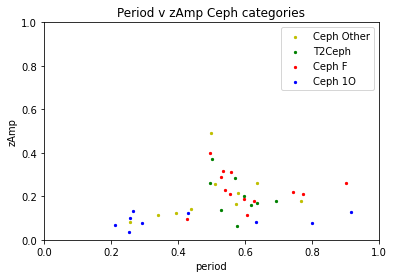 Period v zAmp Ceph categories
Ceph Other
T2Ceph
Ceph F
Ceph 1O
zAmp
1.0
0.8
0.6
0.4
0.2
0.0
0.0 0.2 0.4 0.6 0.8 1.0
period